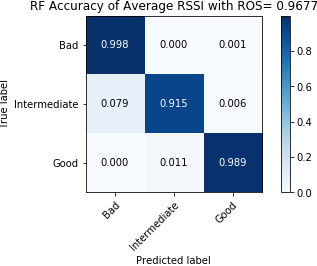 RF Accuracy of Average RSSI with ROS= 0.9677
True label
Bad 0.998 0.000 0.001
Intermediate 0.079 0.915 0.006
Good 0.000 0.011 0.989
Bad Intermediate Good
Predicted label
0.8
0.6
0.4
0.2
0.0